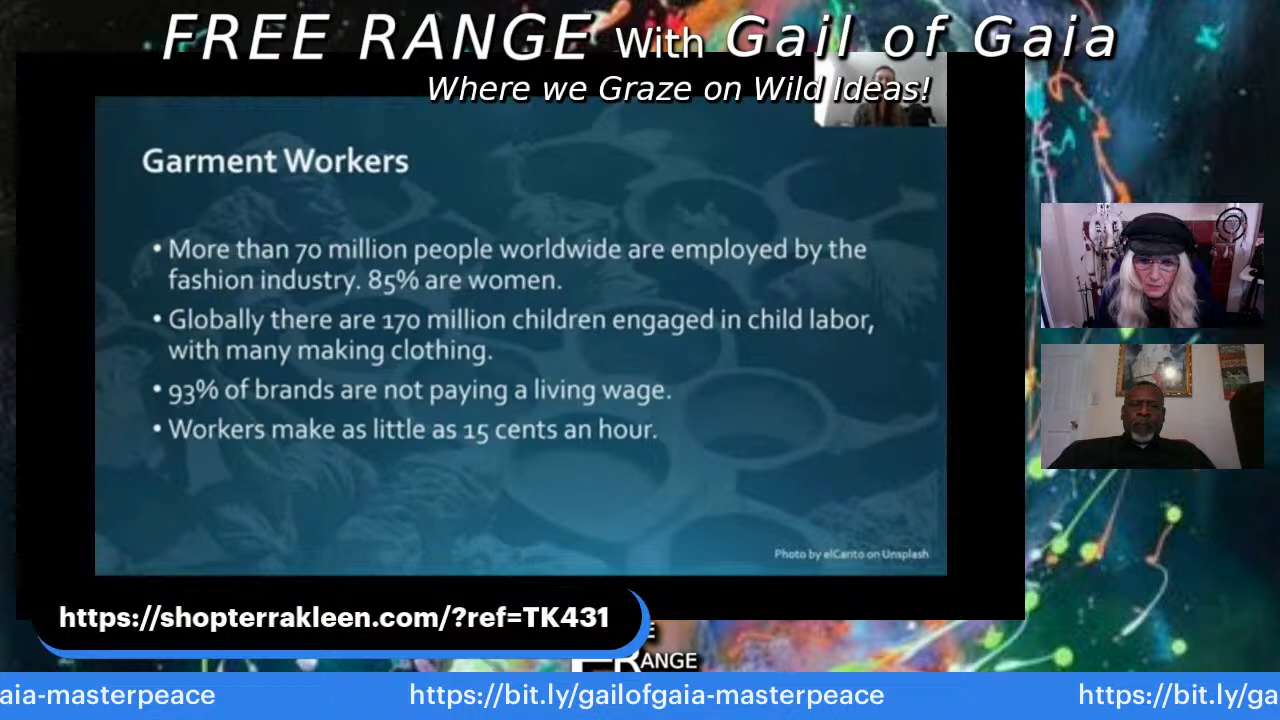 FREE RANGE With Gail of Gaia
Where we Graze on Wild Ideas!
Garment Workers
• More than 70 million people worldwide are employed by the
fashion industry. 85% are women.
• Globally there are 170 million children engaged in child labor,
with many making clothing.
• 93% of brands are not paying a living wage.
• Workers make as little as 15 cents an hour.
Photo by elCarito on Unsplash
https://shopterrakleen.com/?ref=TK431
RANGE
aia-masterpeace https://bit.ly/gailofgaia-masterpeace https://bit.ly/ga